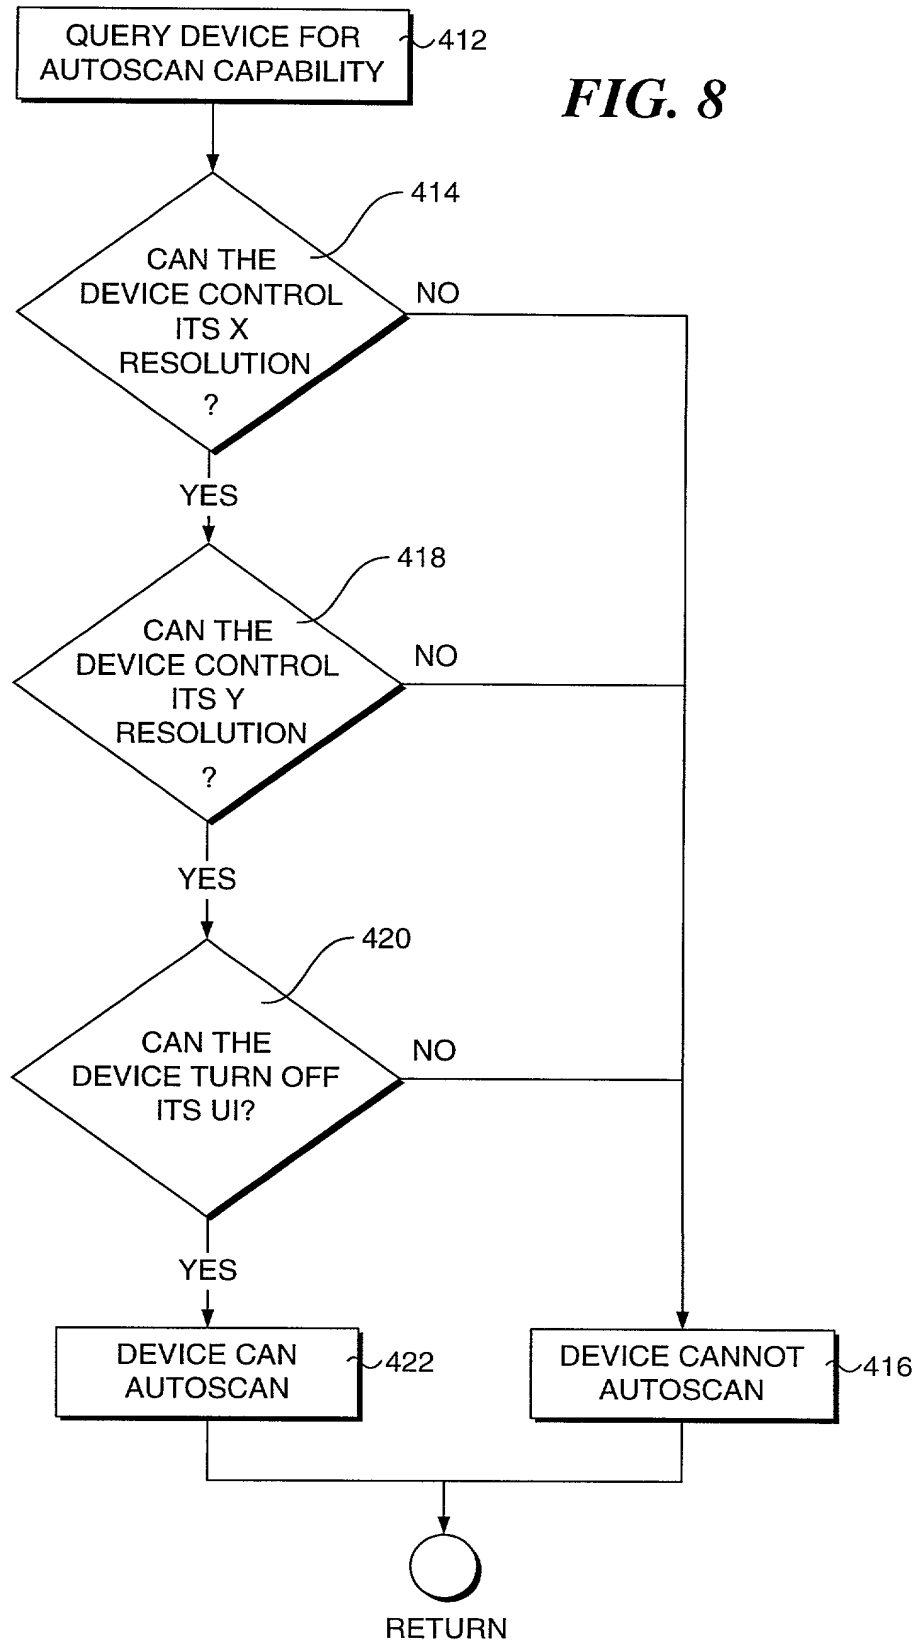 QUERY DEVICE FOR
AUTOSCAN CAPABILITY
412
FIG. 8
414
CAN THE
DEVICE CONTROL
ITS X
RESOLUTION
?
NO
YES
418
CAN THE
DEVICE CONTROL
ITS Y
RESOLUTION
?
NO
YES
420
CAN THE
DEVICE TURN OFF
ITS UI?
NO
YES
DEVICE CAN
AUTOSCAN
422
DEVICE CANNOT
AUTOSCAN
416
RETURN